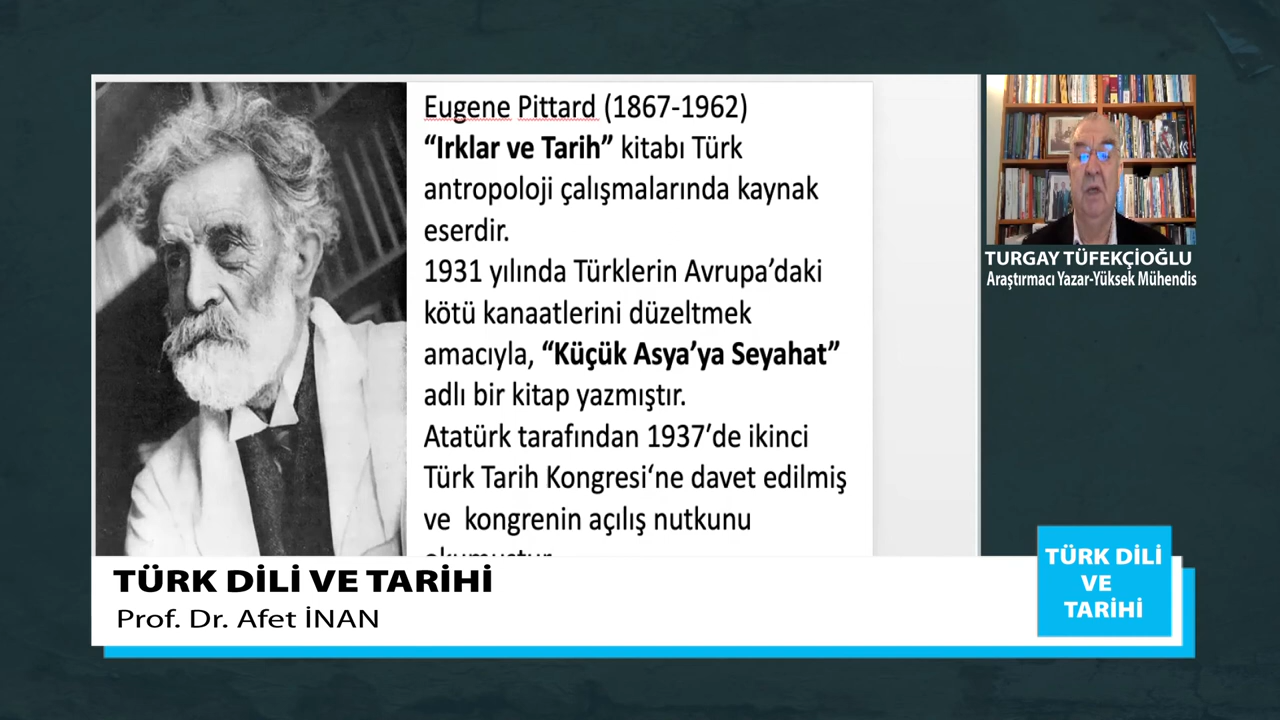 Eugene Pittard (1867-1962)
“Irklar ve Tarih” kitabı Türk
antropoloji çalışmalarında kaynak
eserdir.
1931 yılında Türklerin Avrupa’daki
kötü kanaatlerini düzeltmek
amacıyla, “Küçük Asya’ya Seyahat”
adlı bir kitap yazmıştır.
Atatürk tarafından 1937’de ikinci
Türk Tarih Kongresi‘ne davet edilmiş
ve kongrenin açılış nutkunu
TURGAY TÜFEKÇİOĞLU
Araştırmacı Yazar-Yüksek Mühendis
TÜRK DİLİ VE TARİHİ
Prof. Dr. Afet İNAN
TÜRK DİLİ
VE
TARİHİ